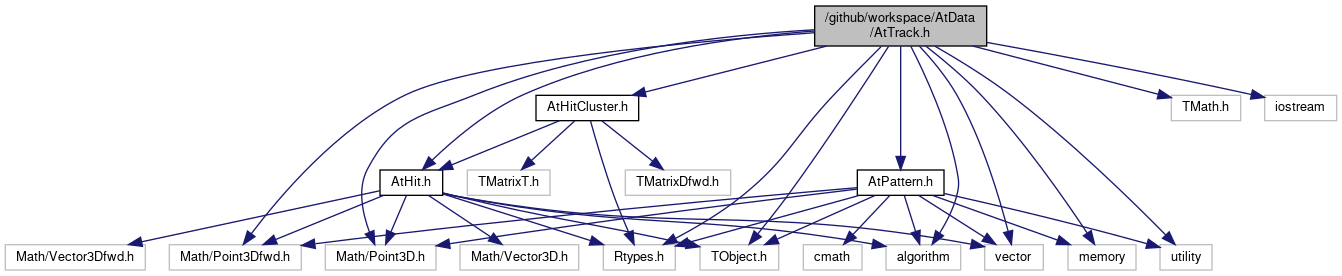 /github/workspace/AtData
/AtTrack.h
AtHitCluster.h
TMath.h
iostream
AtHit.h
TMatrixT.h
TMatrixDfwd.h
AtPattern.h
Math/Vector3Dfwd.h
Math/Point3Dfwd.h
Math/Point3D.h
Math/Vector3D.h
Rtypes.h
TObject.h
cmath
algorithm
vector
memory
utility